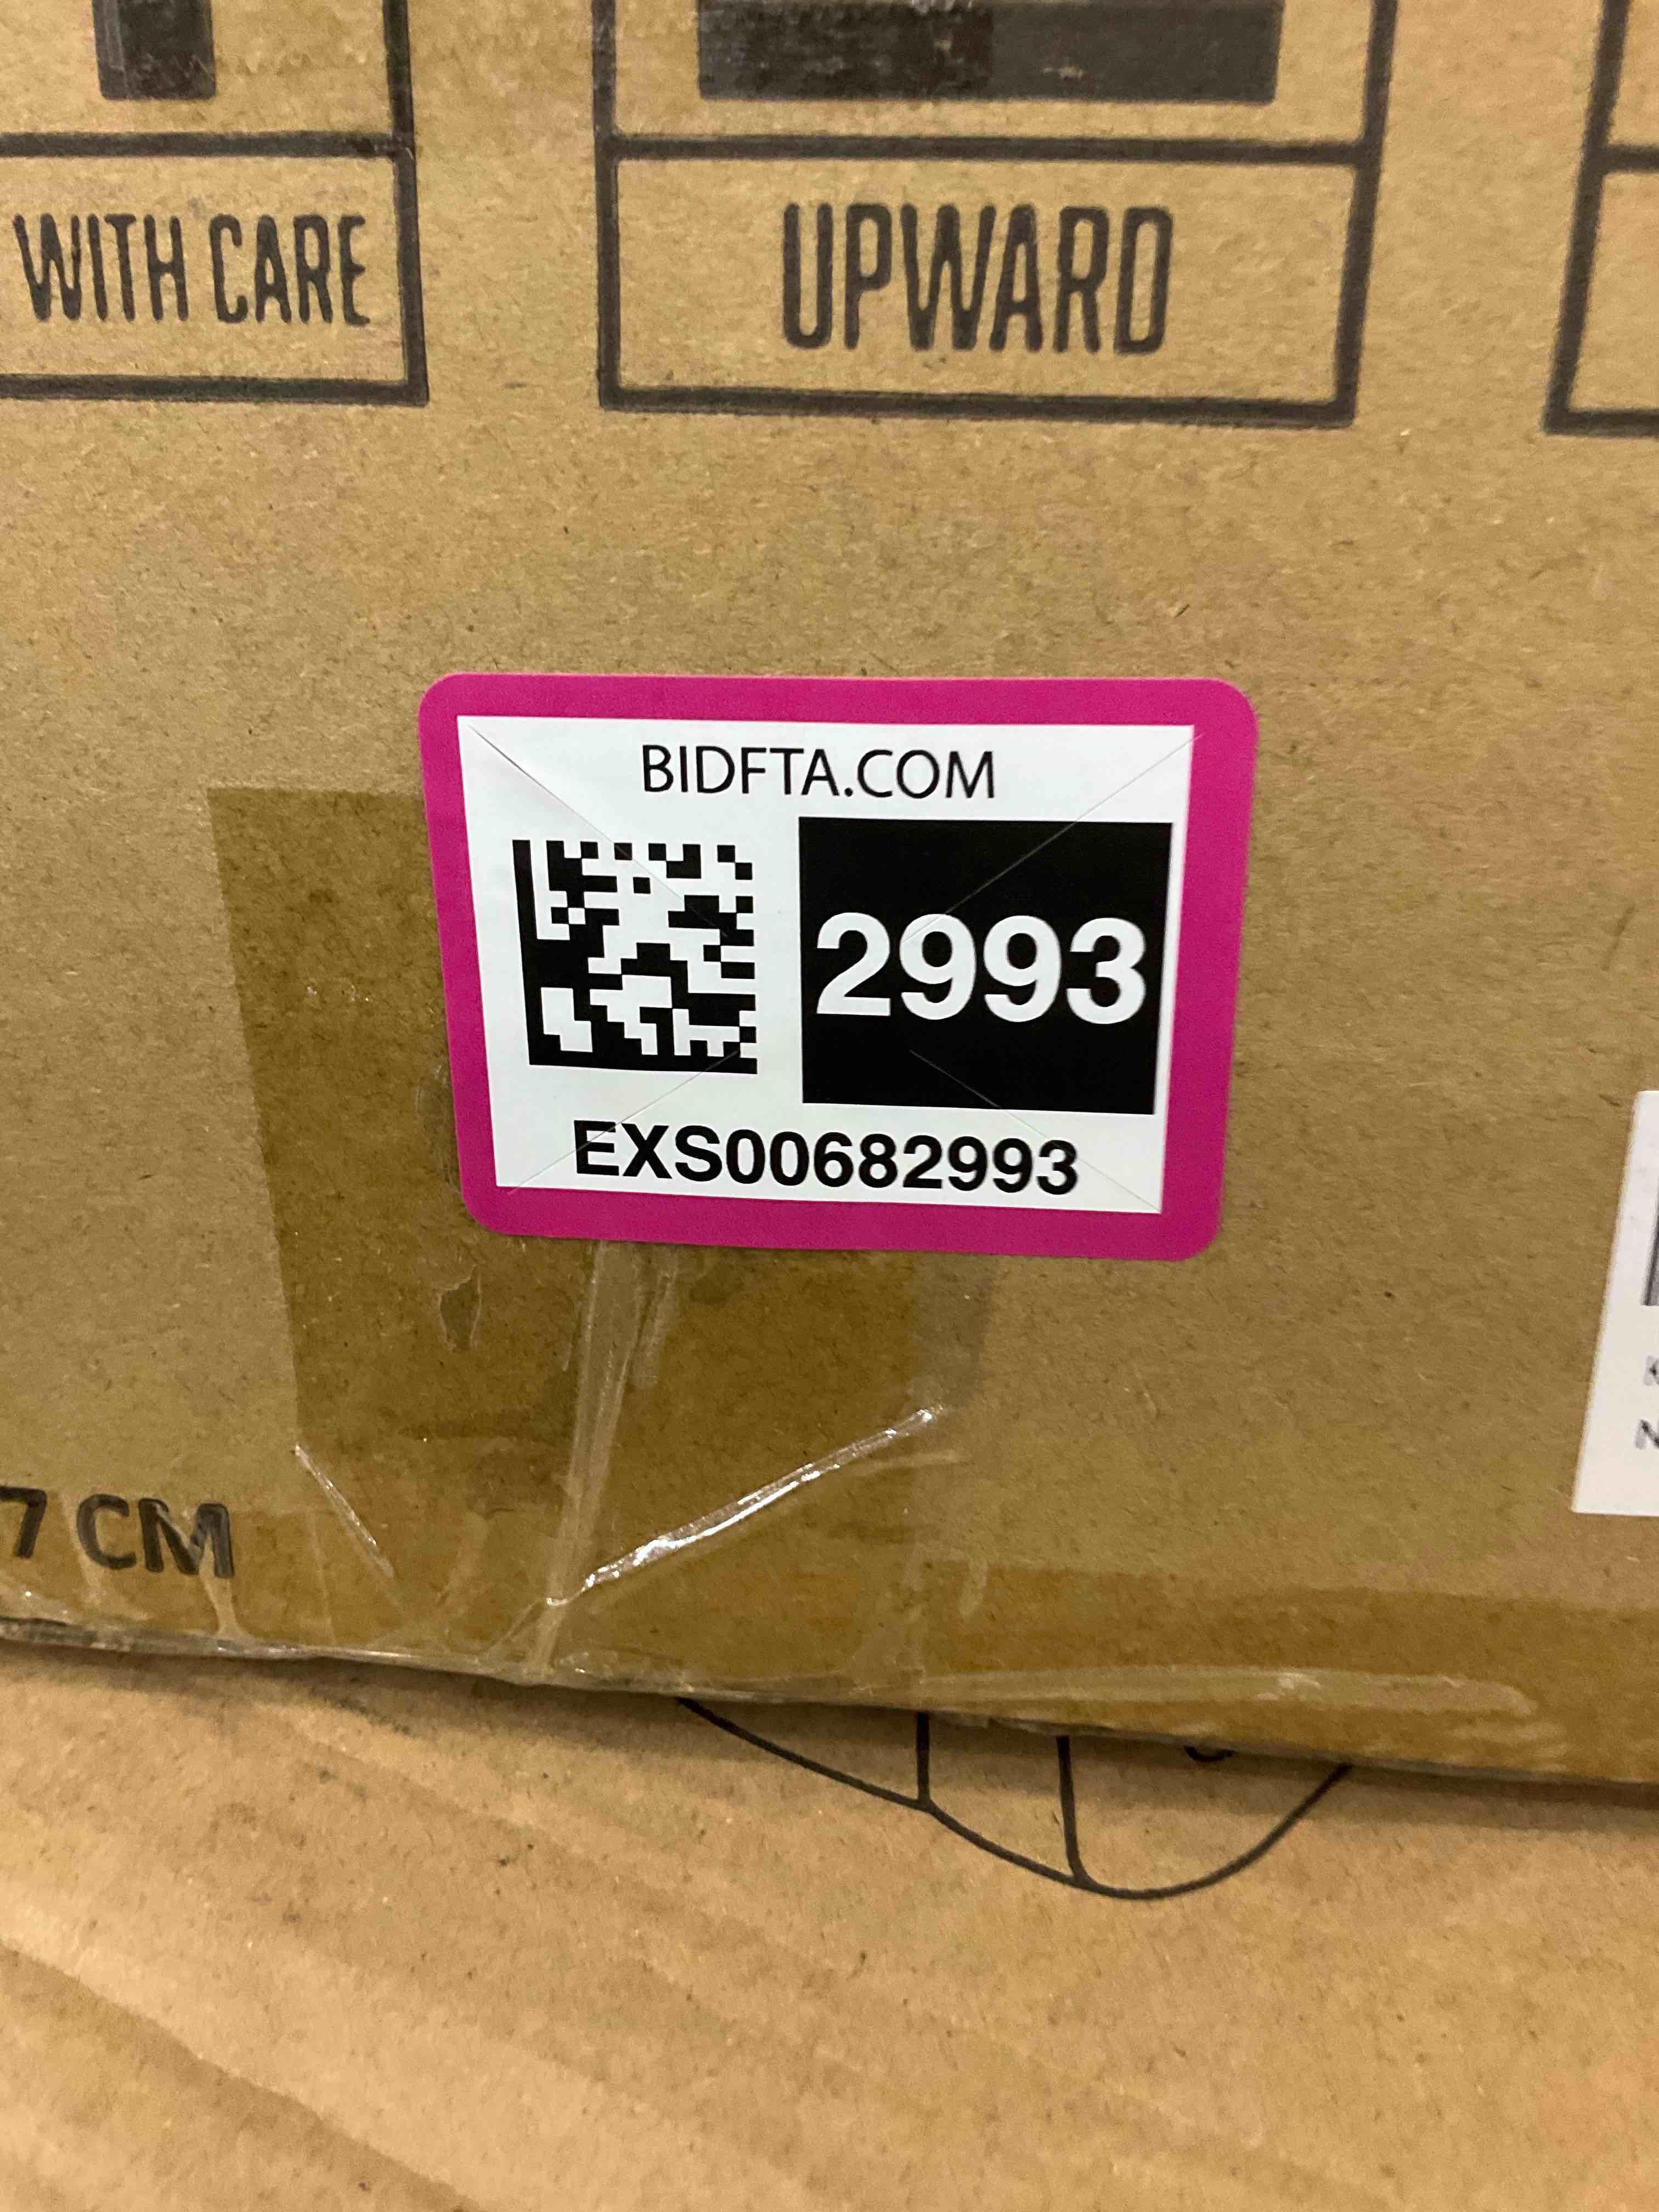 WITH CARE
UPWARD
BIDFTA.COM
2993
EXS00682993
7 CM